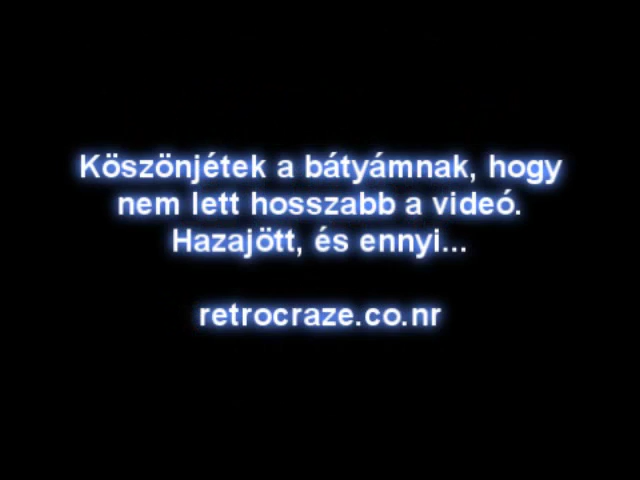 Köszönjétek a bátyámnak, hogy
nem lett hosszabb a videó.
Hazajött, és ennyi...
retrocraze.co.nr